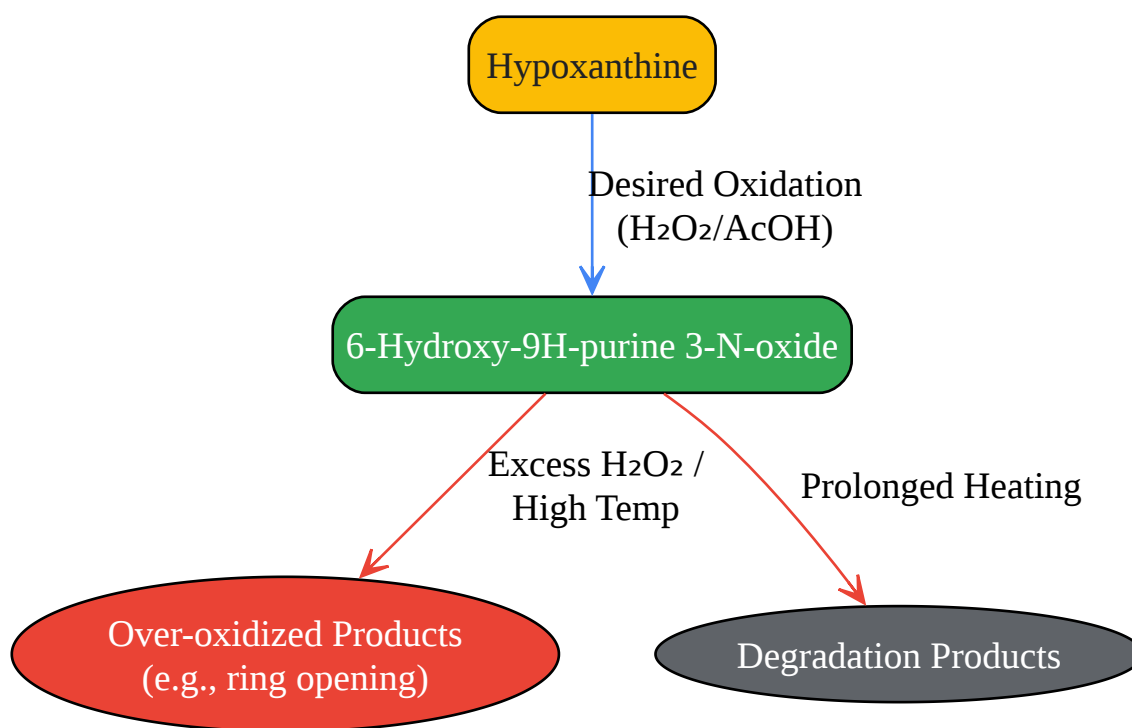 Hypoxanthine
Desired Oxidation
(H₂O₂/AcOH)
6-Hydroxy-9H-purine 3-N-oxide
Excess H₂O₂ /
High Temp
Prolonged Heating
Over-oxidized Products
(e.g., ring opening)
Degradation Products